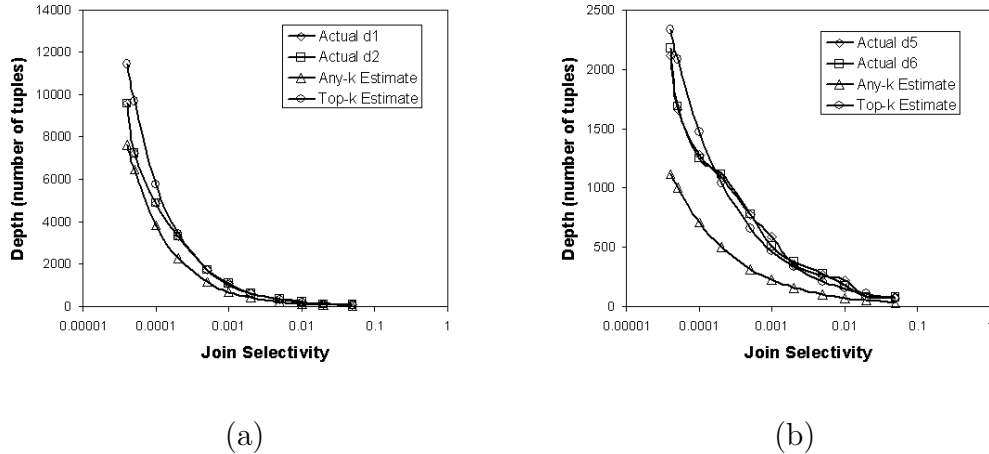 14000
12000
10000
8000
6000
4000
2000
0
0.00001 0.0001 0.001 0.01 0.1 1
Depth (number of tuples)
Join Selectivity
Actual d1
Actual d2
Any-k Estimate
Top-k Estimate
(a)
2500
2000
1500
1000
500
0
0.00001 0.0001 0.001 0.01 0.1 1
Depth (number of tuples)
Join Selectivity
Actual d5
Actual d6
Any-k Estimate
Top-k Estimate
(b)